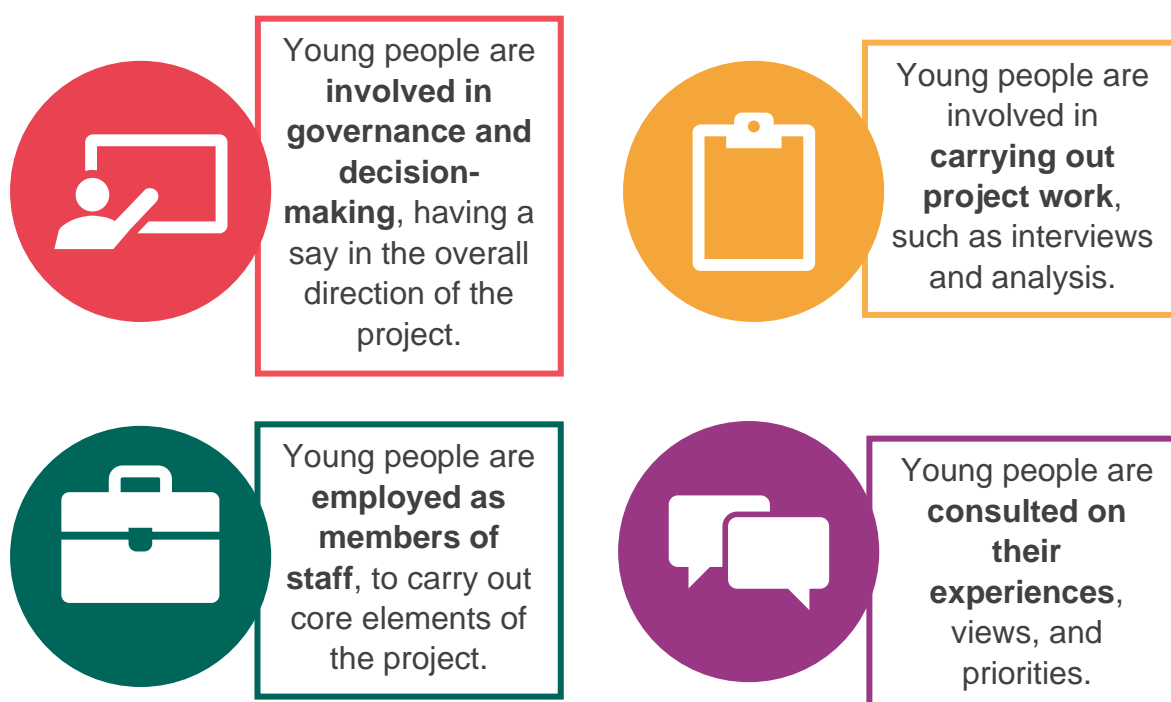 Young people are
involved in
governance and
decision-
making, having a
say in the overall
direction of the
project.
Young people are
involved in
carrying out
project work,
such as interviews
and analysis.
Young people are
employed as
members of
staff, to carry out
core elements of
the project.
Young people are
consulted on
their
experiences,
views, and
priorities.